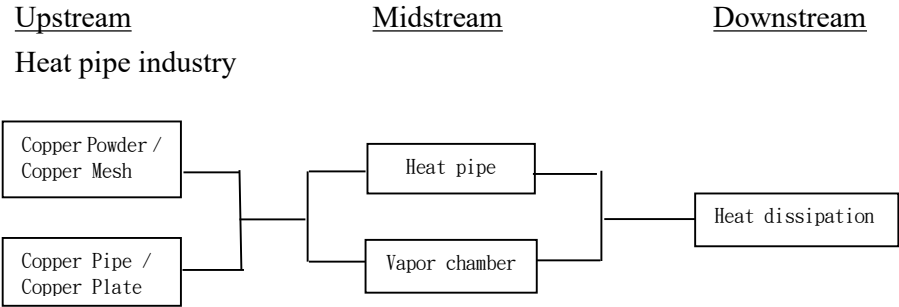 Upstream Midstream Downstream
Heat pipe industry
Copper Powder /
Copper Mesh
Heat pipe
Heat dissipation
Copper Pipe /
Copper Plate
Vapor chamber